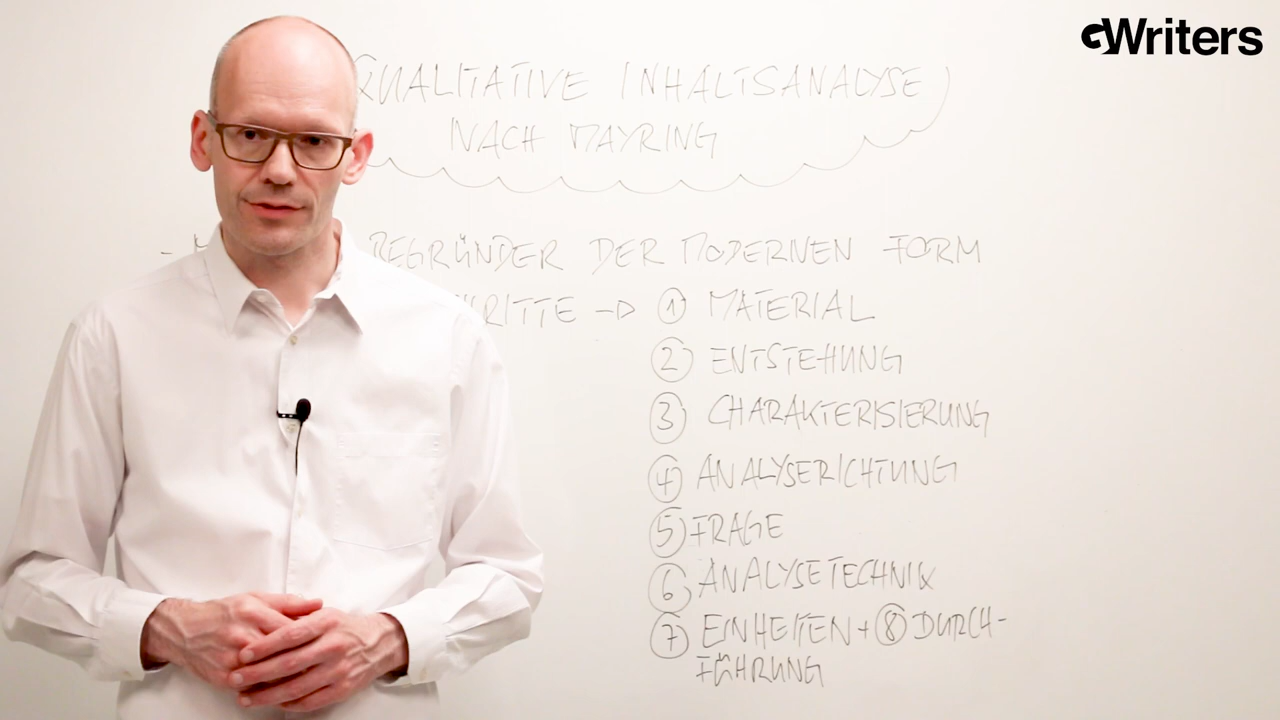 GWriters
QUALITATIVE INHALTSANALYSE
NACH MAYRING
- BEGRÜNDER DER MODERNEN FORM
→ ① MATERIAL
② ENTSTEHUNG
③ CHARAKTERISIERUNG
④ ANALYSERICHTUNG
⑤ FRAGE
⑥ ANALYSETECHNIK
⑦ EINHEITEN + ⑧ DURCH-
FÜHRUNG